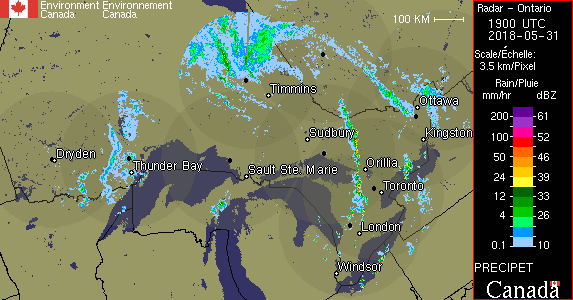 Environment Environnement
Canada Canada
100 KM
Timmins
Ottawa
Sudbury
Kingston
Dryden
Thunder Bay
Sault Ste. Marie
Orillia
Toronto
London
Windsor
Radar - Ontario
1900 UTC
2018-05-31
Scale/Échelle:
3.5 km/Pixel
Rain/Pluie
mm/hr dBZ
200 61
100 52
50 46
24 39
12 33
4 26
0.1 10
PRECIPET
Canada